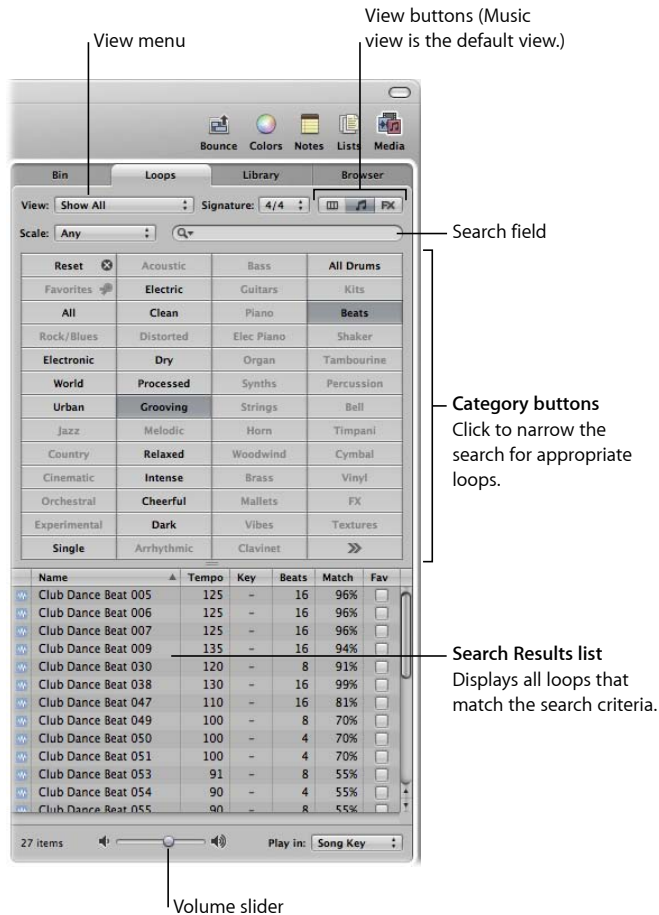 View buttons (Music
view is the default view.)
View menu
Bounce Colors Notes Lists Media
Bin Loops Library Browser
View: Show All Signature: 4/4 FX
Scale: Any
Search field
Reset Acoustic Bass All Drums
Favorites Electric Guitars Kits
All Clean Piano Beats
Rock/Blues Distorted Elec Piano Shaker
Electronic Dry Organ Tambourine
World Processed Synths Percussion
Urban Grooving Strings Bell
Jazz Melodic Horn Timpani
Country Relaxed Woodwind Cymbal
Cinematic Intense Brass Vinyl
Orchestral Cheerful Mallets FX
Experimental Dark Vibes Textures
Single Arrhythmic Clavinet
Category buttons
Click to narrow the
search for appropriate
loops.
Name Tempo Key Beats Match Fav
Club Dance Beat 005 125 - 16 96%
Club Dance Beat 006 125 - 16 96%
Club Dance Beat 007 125 - 16 96%
Club Dance Beat 009 135 - 16 94%
Club Dance Beat 030 120 - 8 91%
Club Dance Beat 038 130 - 16 99%
Club Dance Beat 047 110 - 16 81%
Club Dance Beat 049 100 - 8 70%
Club Dance Beat 050 100 - 4 70%
Club Dance Beat 051 100 - 4 70%
Club Dance Beat 053 91 - 8 55%
Club Dance Beat 054 90 - 4 55%
Club Dance Beat 055 90 - 8 55%
Search Results list
Displays all loops that
match the search criteria.
27 items Play in: Song Key
Volume slider